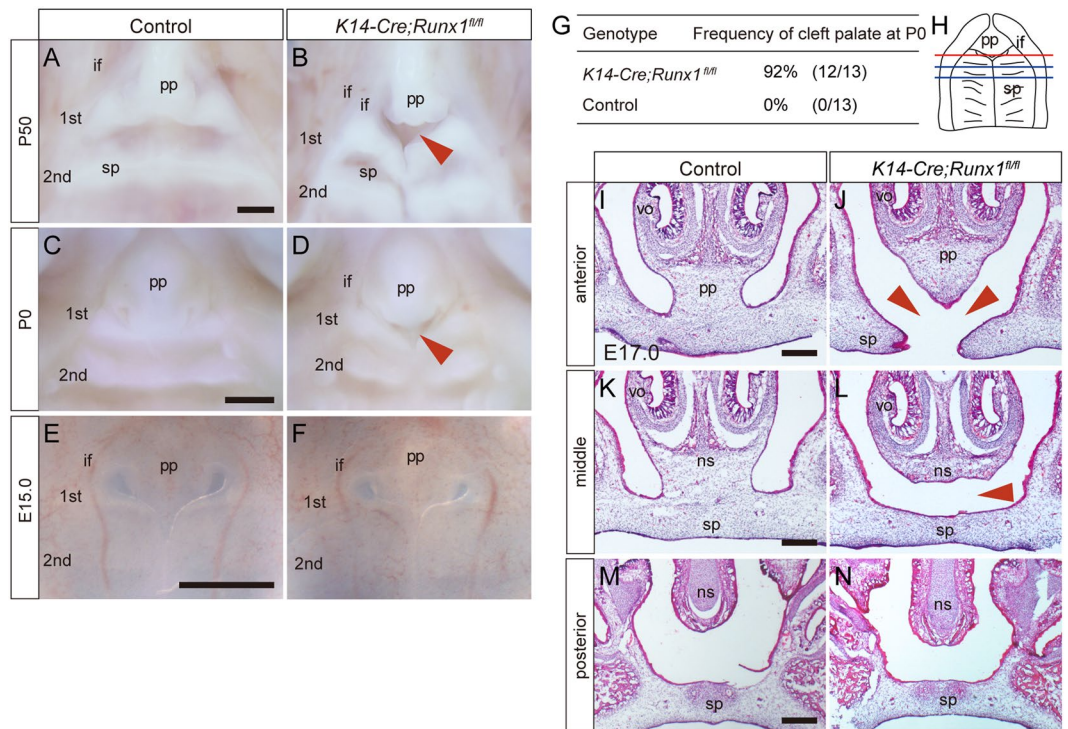 Control
K14-Cre;Runx1fl/fl
P50
A
if
pp
1st
sp
2nd
B
if
if
pp
1st
sp
2nd
P0
C
pp
1st
2nd
D
if
pp
1st
2nd
E15.0
E
if
pp
1st
2nd
F
if
pp
1st
2nd
G
Genotype Frequency of cleft palate at P0
K14-Cre;Runx1fl/fl 92% (12/13)
Control 0% (0/13)
H
pp
if
sp
Control
K14-Cre;Runx1fl/fl
anterior
I
vo
pp
E17.0
J
vo
pp
sp
middle
K
vo
ns
sp
L
vo
ns
sp
posterior
M
ns
sp
N
ns
sp